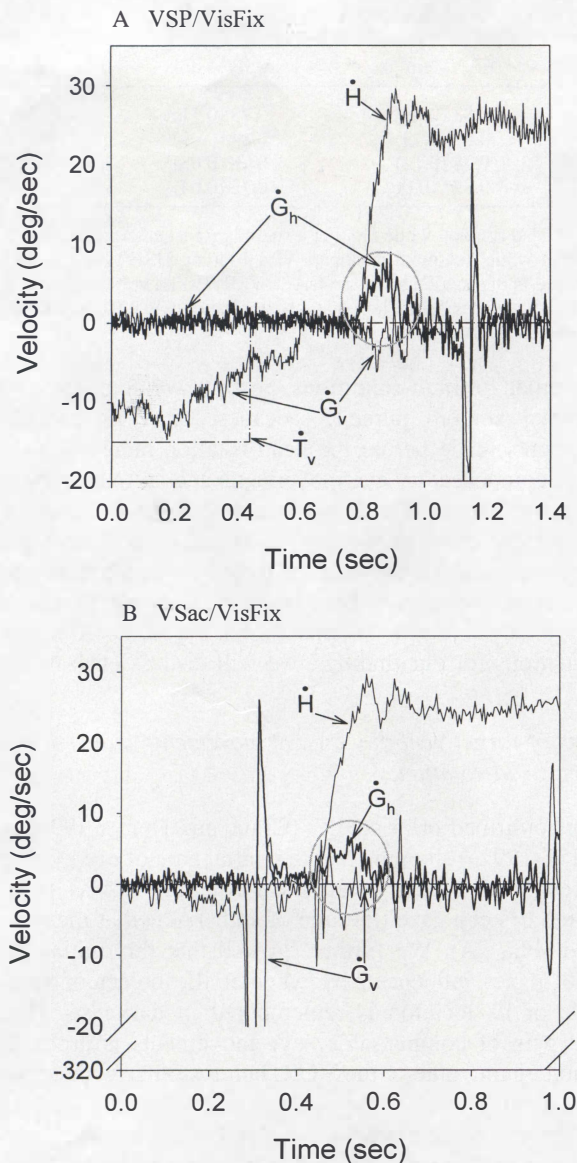 A VSP/VisFix
Velocity (deg/sec)
30
20
10
0
-10
-20
Ḣ
Ġh
Ġv
Ṫv
0.0 0.2 0.4 0.6 0.8 1.0 1.2 1.4
Time (sec)
B VSac/VisFix
Velocity (deg/sec)
30
20
10
0
-10
-20
-320
Ḣ
Ġh
Ġv
0.0 0.2 0.4 0.6 0.8 1.0
Time (sec)